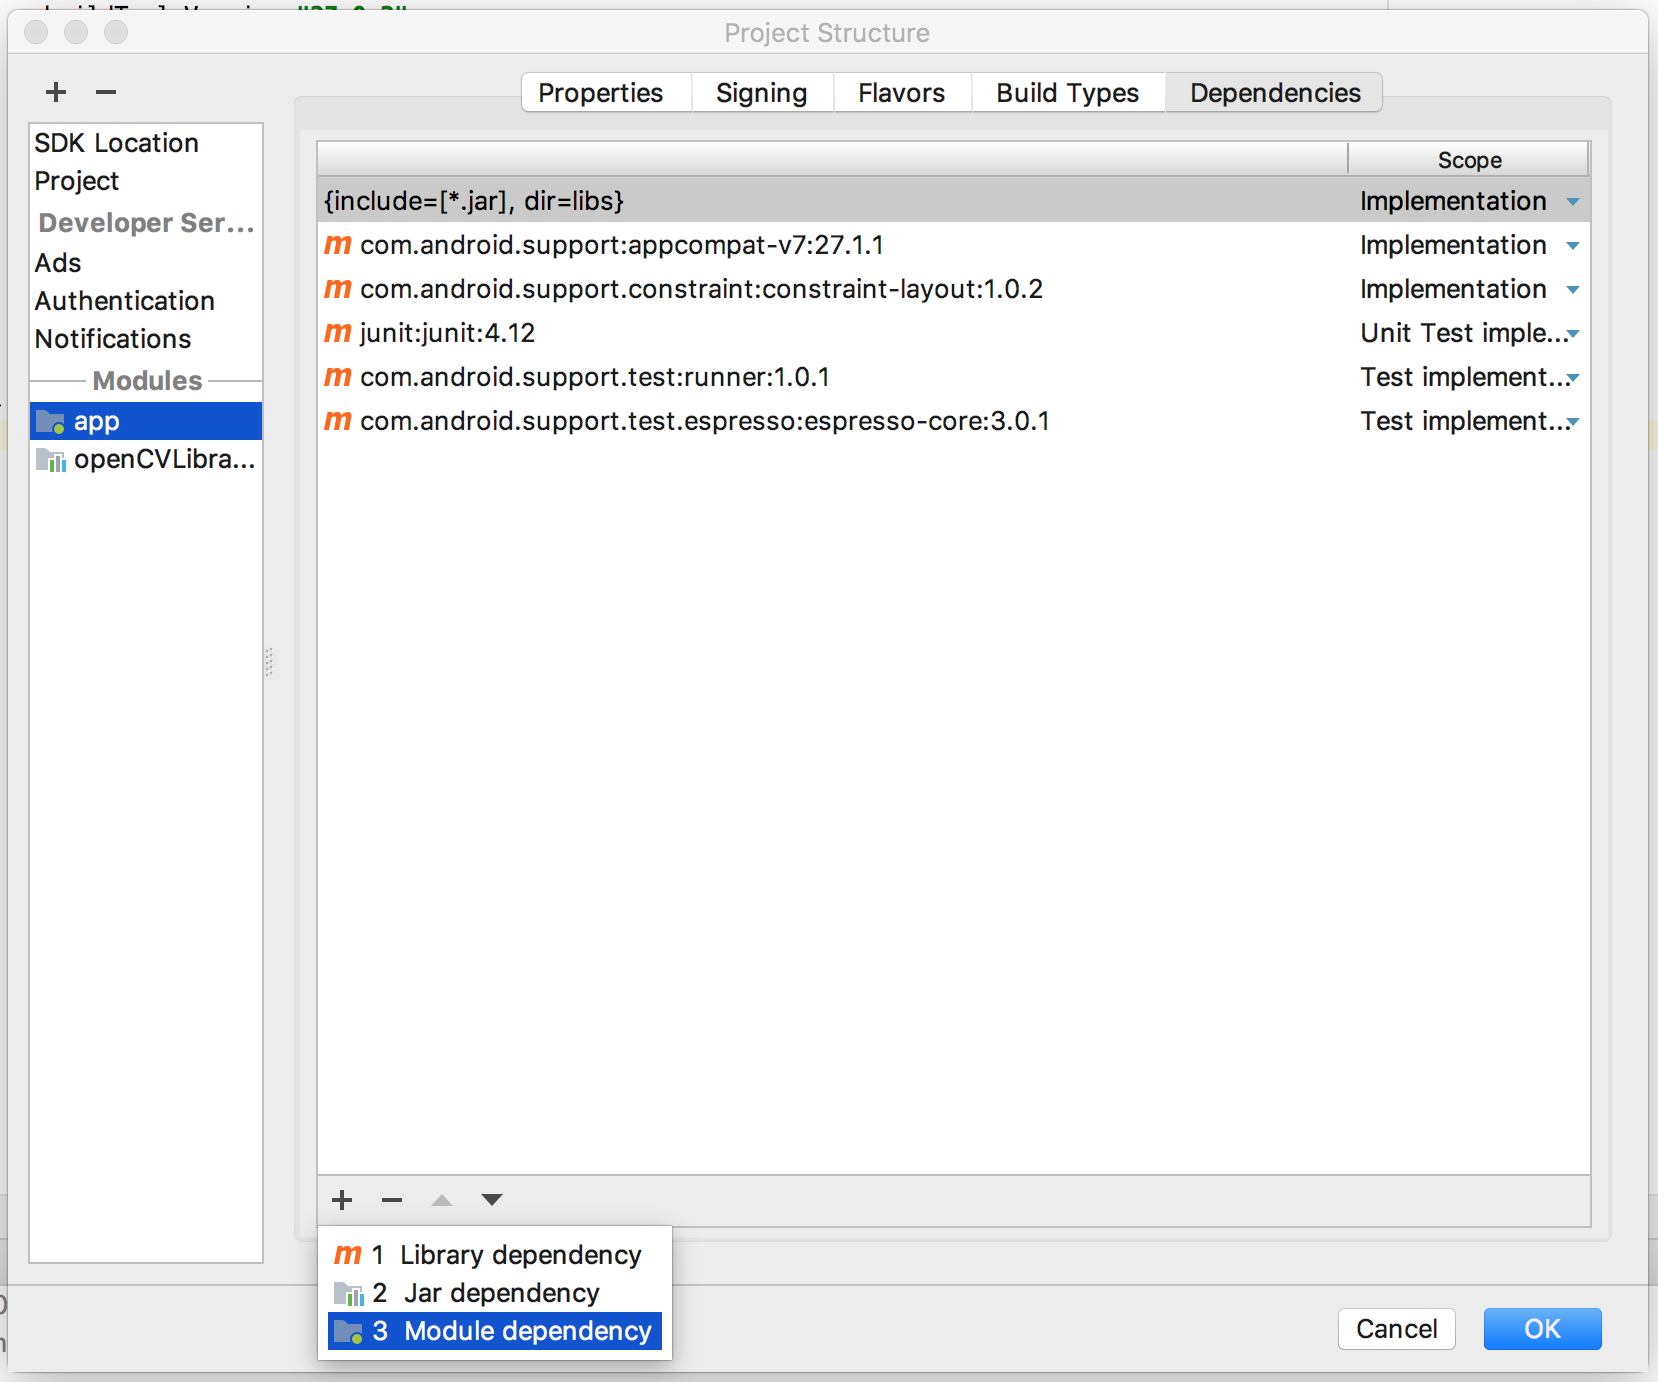 Project Structure
Properties Signing Flavors Build Types Dependencies
SDK Location
Project
Developer Ser...
Ads
Authentication
Notifications
Modules
app
openCVLibra...
Scope
{include=[*.jar], dir=libs} Implementation
m com.android.support:appcompat-v7:27.1.1 Implementation
m com.android.support.constraint:constraint-layout:1.0.2 Implementation
m junit:junit:4.12 Unit Test imple...
m com.android.support.test:runner:1.0.1 Test implement...
m com.android.support.test.espresso:espresso-core:3.0.1 Test implement...
m 1 Library dependency
2 Jar dependency
3 Module dependency
Cancel OK